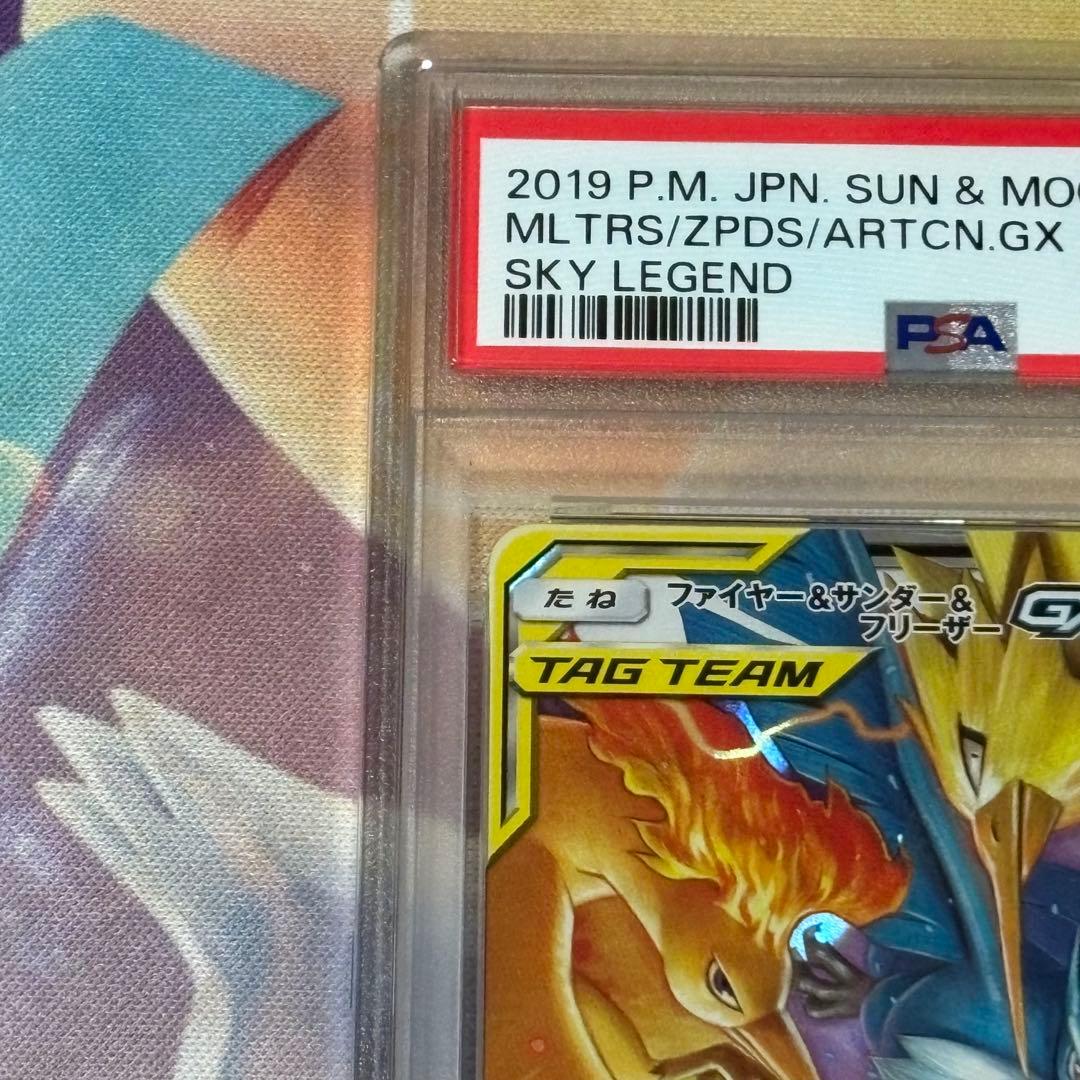 2019 P.M. JPN. SUN & MOO
MLTRS/ZPDS/ARTCN.GX
SKY LEGEND
PSA
たね
ファイヤー&サンダー&
フリーザー GX
TAG TEAM